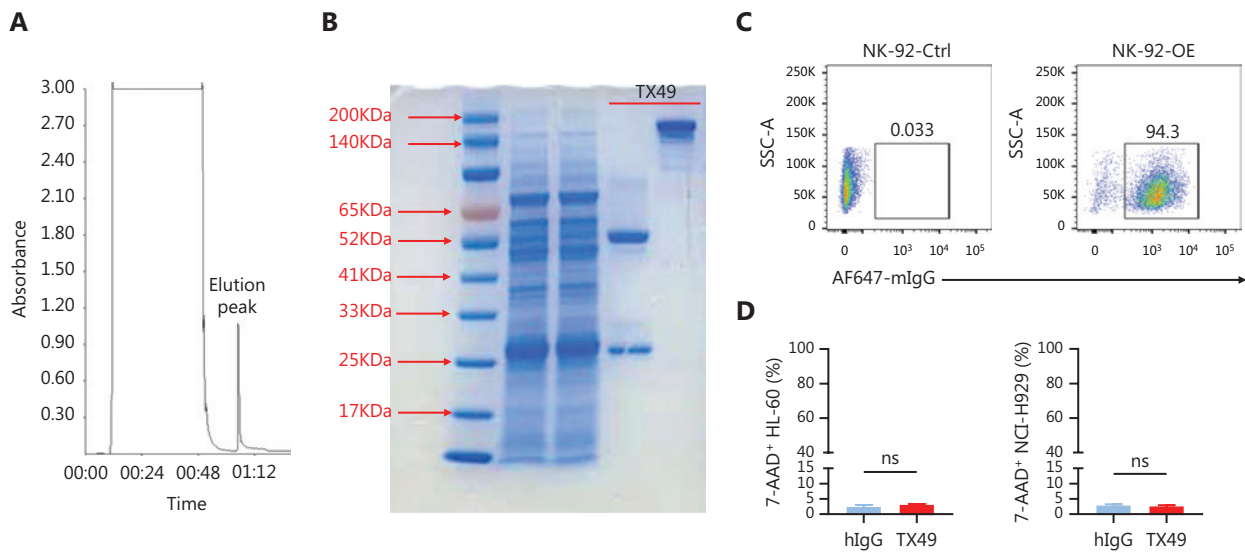 A
3.00
2.70
2.40
2.10
1.80
1.50
1.20
0.90
0.60
0.30
Absorbance
Elution
peak
00:00 00:24 00:48 01:12
Time
B
TX49
200KDa
140KDa
65KDa
52KDa
41KDa
33KDa
25KDa
17KDa
C
NK-92-Ctrl
250K
200K
150K
100K
50K
0
SSC-A
0.033
0 10³ 10⁴ 10⁵
NK-92-OE
250K
200K
150K
100K
50K
0
SSC-A
94.3
0 10³ 10⁴ 10⁵
AF647-mIgG
D
7-AAD⁺ HL-60 (%)
100
80
60
40
15
10
5
0
ns
hIgG TX49
7-AAD⁺ NCI-H929 (%)
100
80
60
40
15
10
5
0
ns
hIgG TX49